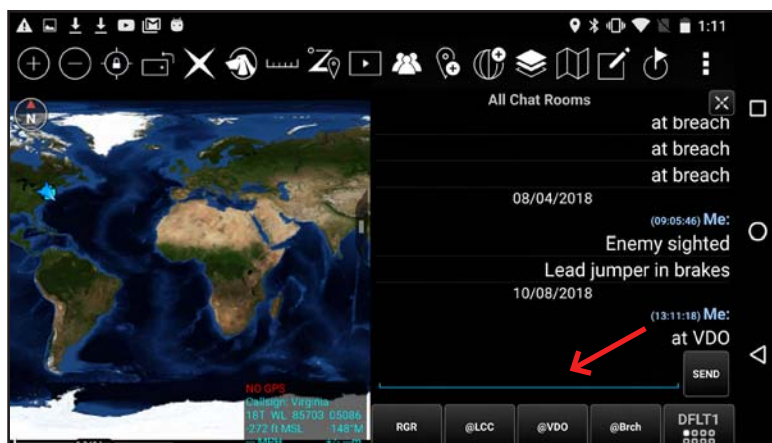 1:11
N
All Chat Rooms
at breach
at breach
at breach
08/04/2018
(09:05:46) Me:
Enemy sighted
Lead jumper in brakes
10/08/2018
(13:11:18) Me:
at VDO
SEND
NO GPS
Callsign: Virginia
18T WL 85703 05086
-272 ft MSL 148°M
MPH +/- --m
RGR
@LCC
@VDO
@Brch
DFLT1